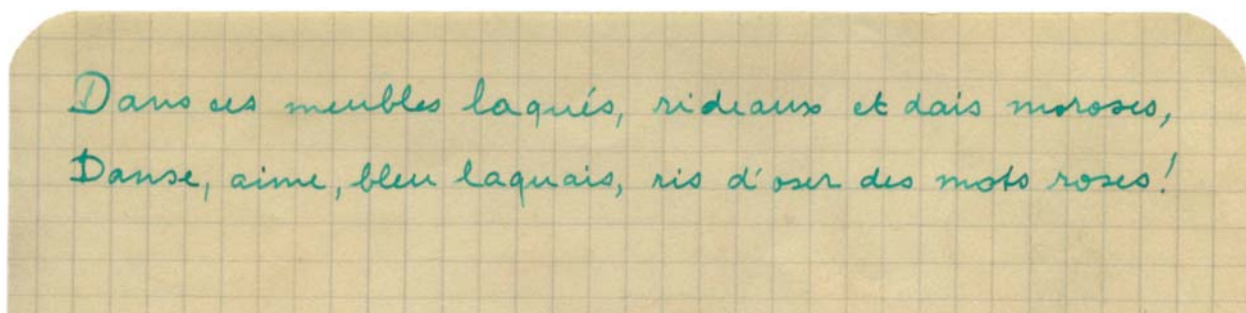 Dans ces meubles laqués, rideaux et dais moroses,
Danse, aime, bleu laquais, ris d'oser des mots roses!